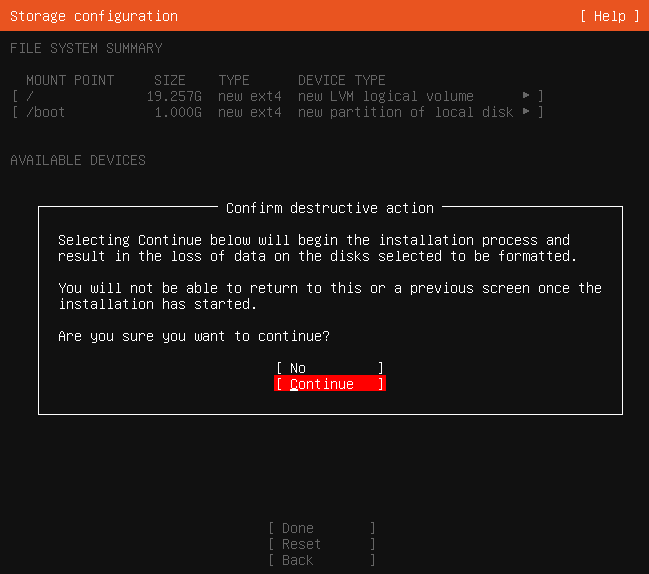 Storage configuration [ Help ]
FILE SYSTEM SUMMARY
MOUNT POINT SIZE TYPE DEVICE TYPE
[ / 19.257G new ext4 new LVM logical volume ▸ ]
[ /boot 1.000G new ext4 new partition of local disk ▸ ]
AVAILABLE DEVICES
Confirm destructive action
Selecting Continue below will begin the installation process and
result in the loss of data on the disks selected to be formatted.
You will not be able to return to this or a previous screen once the
installation has started.
Are you sure you want to continue?
[ No ]
[ Continue ]
[ Done ]
[ Reset ]
[ Back ]